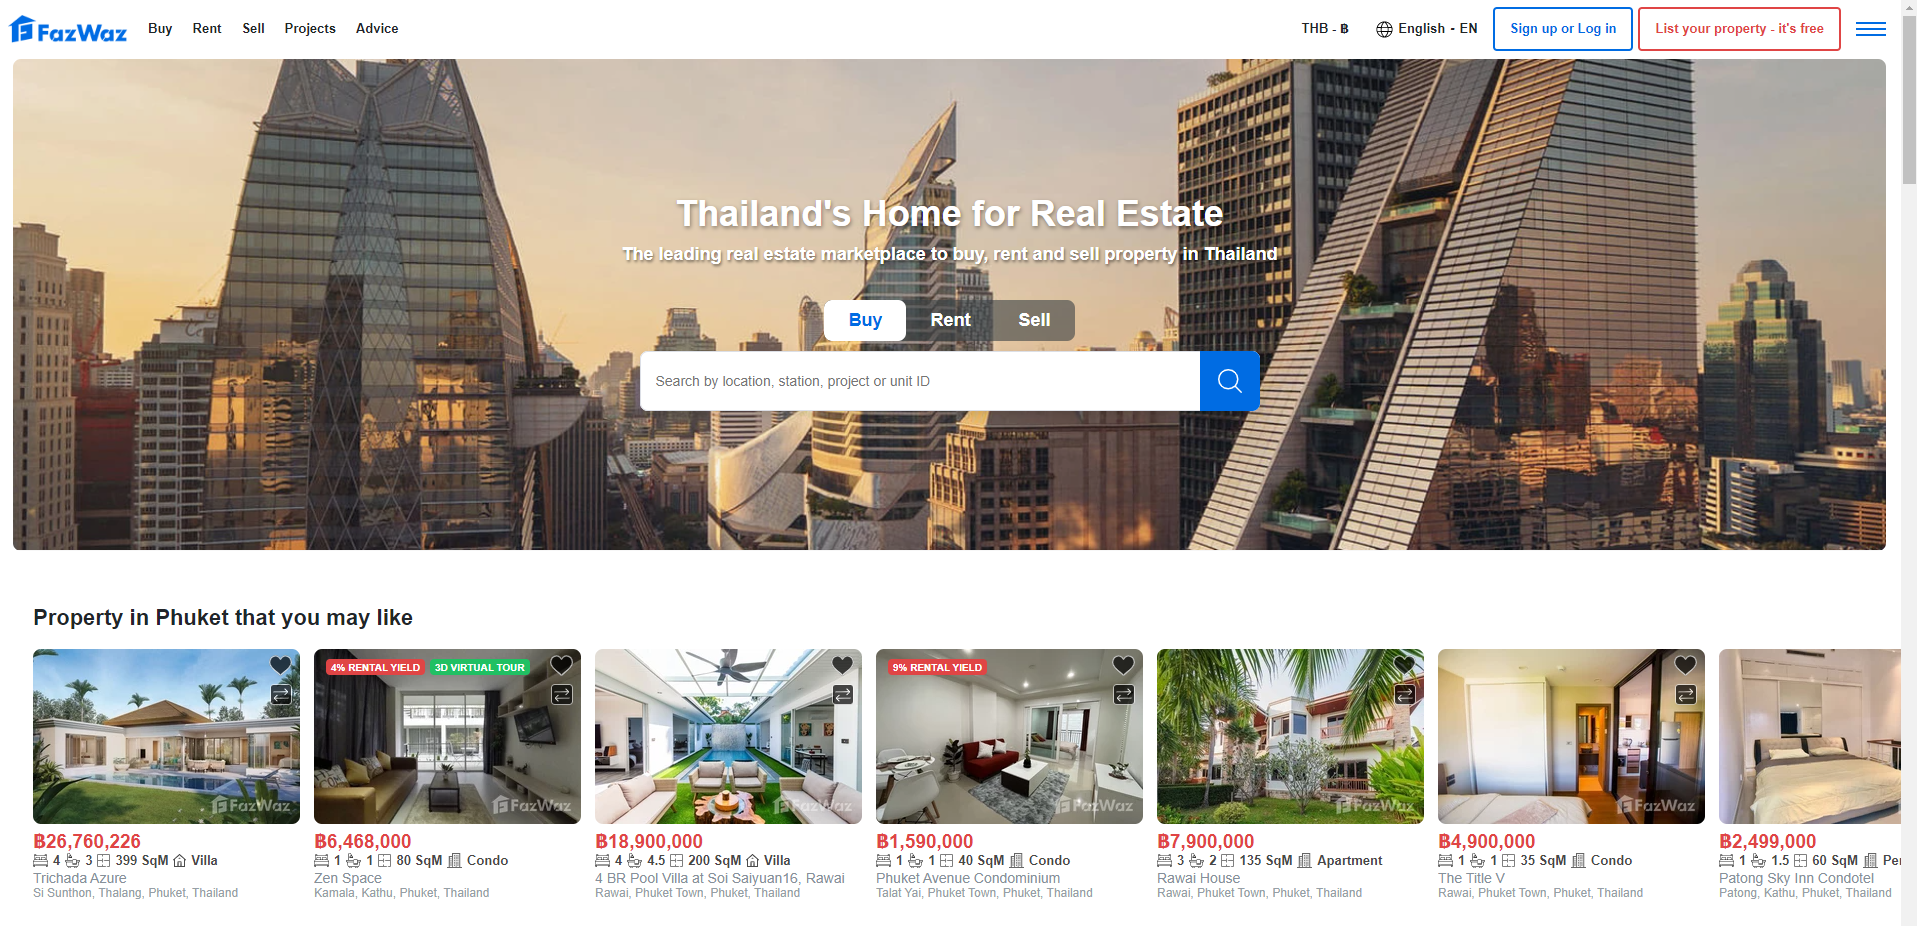 FazWaz Buy Rent Sell Projects Advice THB - ฿ English - EN Sign up or Log in List your property - it's free
Thailand's Home for Real Estate
The leading real estate marketplace to buy, rent and sell property in Thailand
Buy Rent Sell
Search by location, station, project or unit ID
Property in Phuket that you may like
FazWaz
฿26,760,226
4 3 399 SqM Villa
Trichada Azure
Si Sunthon, Thalang, Phuket, Thailand
4% RENTAL YIELD 3D VIRTUAL TOUR
FazWaz
฿6,468,000
1 1 80 SqM Condo
Zen Space
Kamala, Kathu, Phuket, Thailand
FazWaz
฿18,900,000
4 4.5 200 SqM Villa
4 BR Pool Villa at Soi Saiyuan16, Rawai
Rawai, Phuket Town, Phuket, Thailand
9% RENTAL YIELD
FazWaz
฿1,590,000
1 1 40 SqM Condo
Phuket Avenue Condominium
Talat Yai, Phuket Town, Phuket, Thailand
FazWaz
฿7,900,000
3 2 135 SqM Apartment
Rawai House
Rawai, Phuket Town, Phuket, Thailand
FazWaz
฿4,900,000
1 1 35 SqM Condo
The Title V
Rawai, Phuket Town, Phuket, Thailand
฿2,499,000
1 1.5 60 SqM Pe
Patong Sky Inn Condotel
Patong, Kathu, Phuket, Thailand